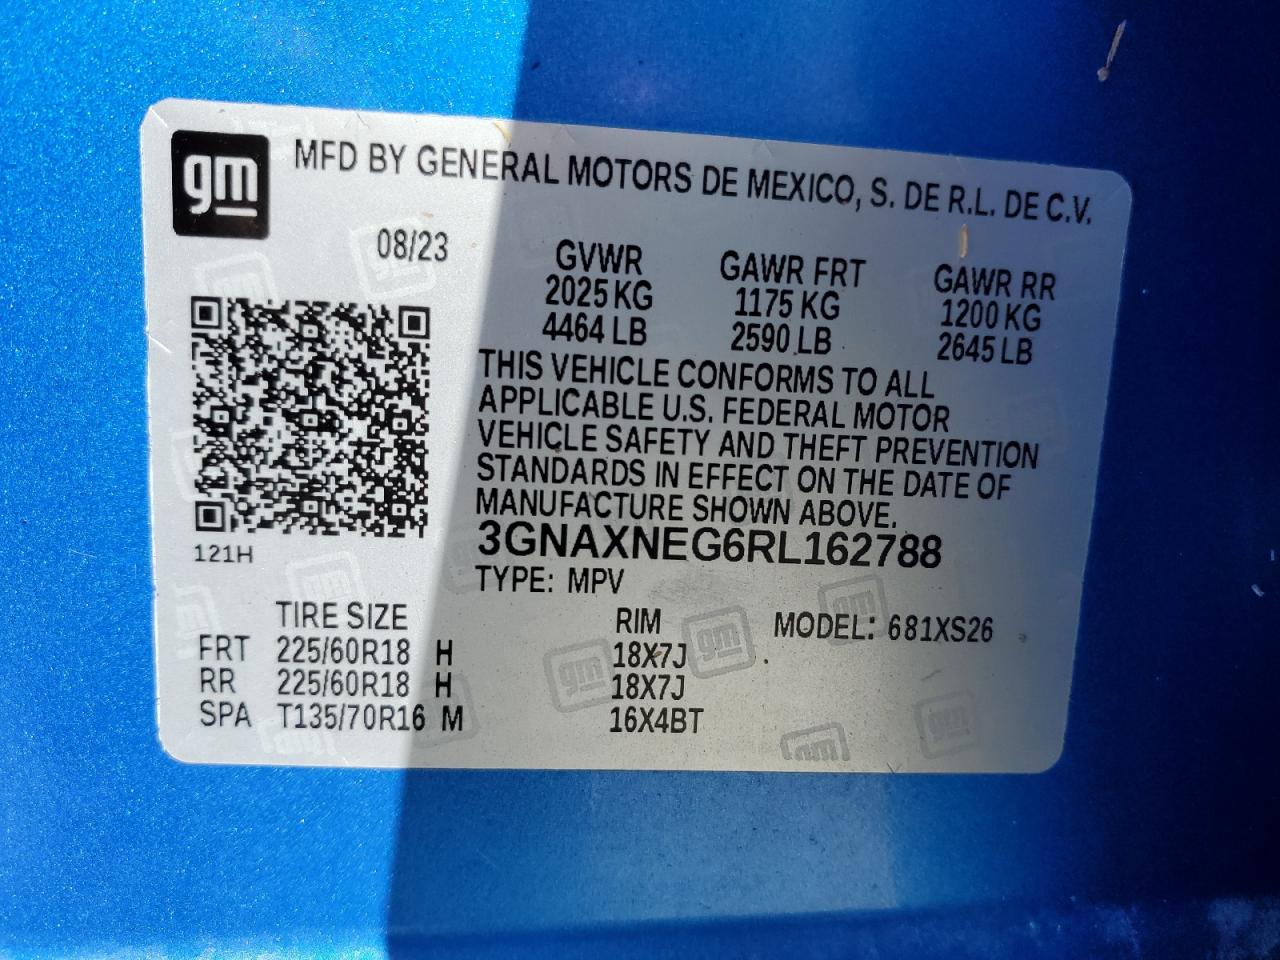 gm
MFD BY GENERAL MOTORS DE MEXICO, S. DE R.L. DE C.V.
08/23
GVWR GAWR FRT GAWR RR
2025 KG 1175 KG 1200 KG
4464 LB 2590 LB 2645 LB
THIS VEHICLE CONFORMS TO ALL
APPLICABLE U.S. FEDERAL MOTOR
VEHICLE SAFETY AND THEFT PREVENTION
STANDARDS IN EFFECT ON THE DATE OF
MANUFACTURE SHOWN ABOVE.
3GNAXNEG6RL162788
121H
TYPE: MPV
TIRE SIZE RIM MODEL: 681XS26
FRT 225/60R18 H 18X7J
RR 225/60R18 H 18X7J
SPA T135/70R16 M 16X4BT